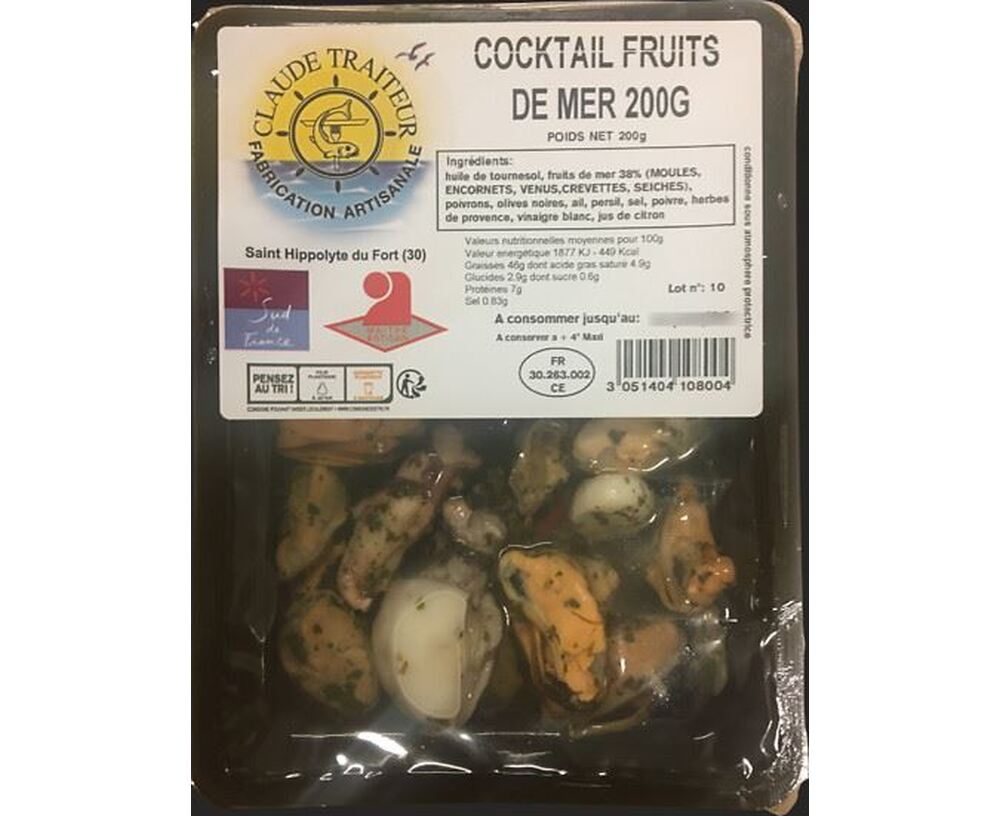 CLAUDE TRAITEUR
FABRICATION ARTISANALE
Saint Hippolyte du Fort (30)
Sud
de
France
PENSEZ
AU TRI !
COCKTAIL FRUITS
DE MER 200G
POIDS NET 200g
Ingrédients:
huile de tournesol, fruits de mer 38% (MOULES,
ENCORNETS, VENUS,CREVETTES, SEICHES),
poivrons, olives noires, ail, persil, sel, poivre, herbes
de provence, vinaigre blanc, jus de citron
Valeurs nutritionnelles moyennes pour 100g
Valeur energétique 1877 KJ - 449 Kcal
Graisses 46g dont acide gras saturé 4.9g
Glucides 2.9g dont sucre 0.6g
Protéines 7g
Sel 0.83g
Lot n°: 10
A consommer jusqu'au:
A conserver a + 4° Maxi
FR
30.263.002
CE
3 051404 108004
conditionné sous atmosphère protectrice